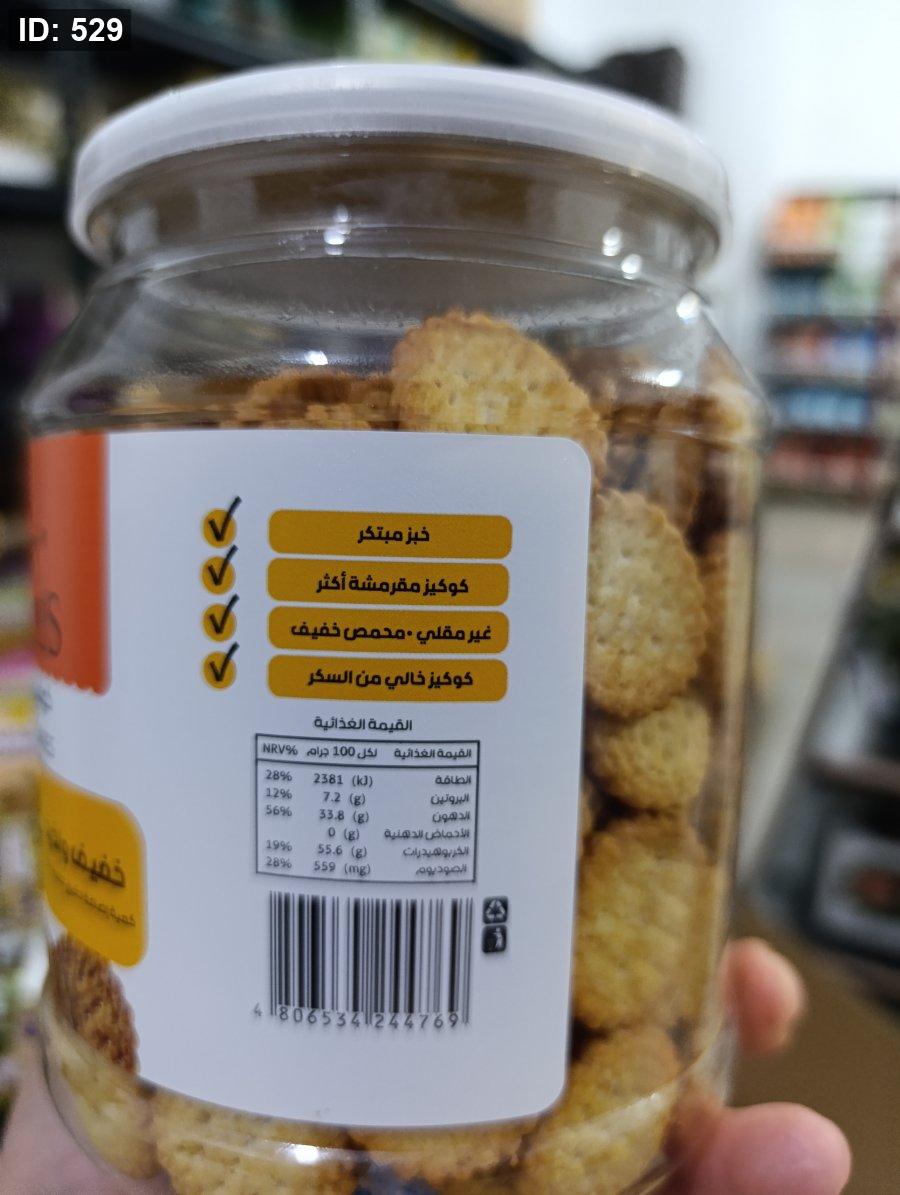 ID: 529
خبز مبتكر
كوكيز مقرمشة أكثر
غير مقلي •محمص خفيف
كوكيز خالي من السكر
القيمة الغذائية
القيمة الغذائية لكل 100 جرام NRV%
الطاقة 2381 (kJ) 28%
البروتين 7.2 (g) 12%
الدهون 33.8 (g) 56%
الأحماض الدهنية 0 (g)
الكربوهيدرات 55.6 (g) 19%
الصوديوم 559 (mg) 28%
خفيف
4 806534 244769